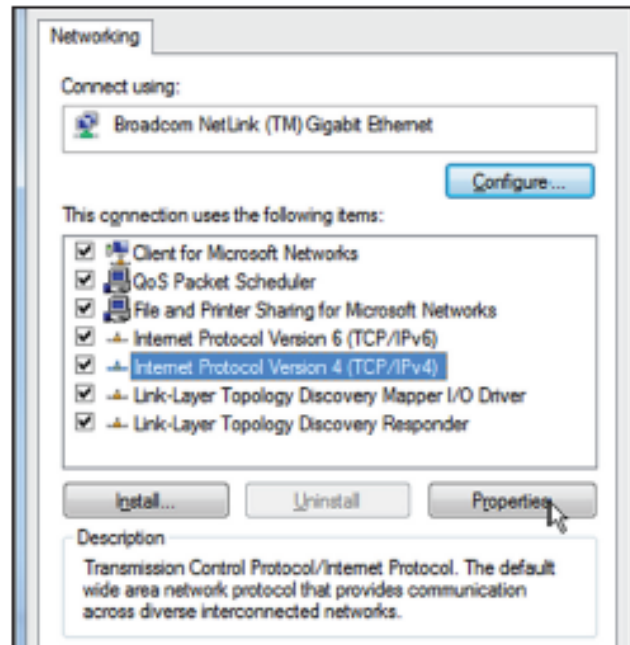 Networking
Connect using:
Broadcom NetLink (TM) Gigabit Ethernet
Configure...
This connection uses the following items:
Client for Microsoft Networks
QoS Packet Scheduler
File and Printer Sharing for Microsoft Networks
Internet Protocol Version 6 (TCP/IPv6)
Internet Protocol Version 4 (TCP/IPv4)
Link-Layer Topology Discovery Mapper I/O Driver
Link-Layer Topology Discovery Responder
Install...
Uninstall
Properties
Description
Transmission Control Protocol/Internet Protocol. The default
wide area network protocol that provides communication
across diverse interconnected networks.